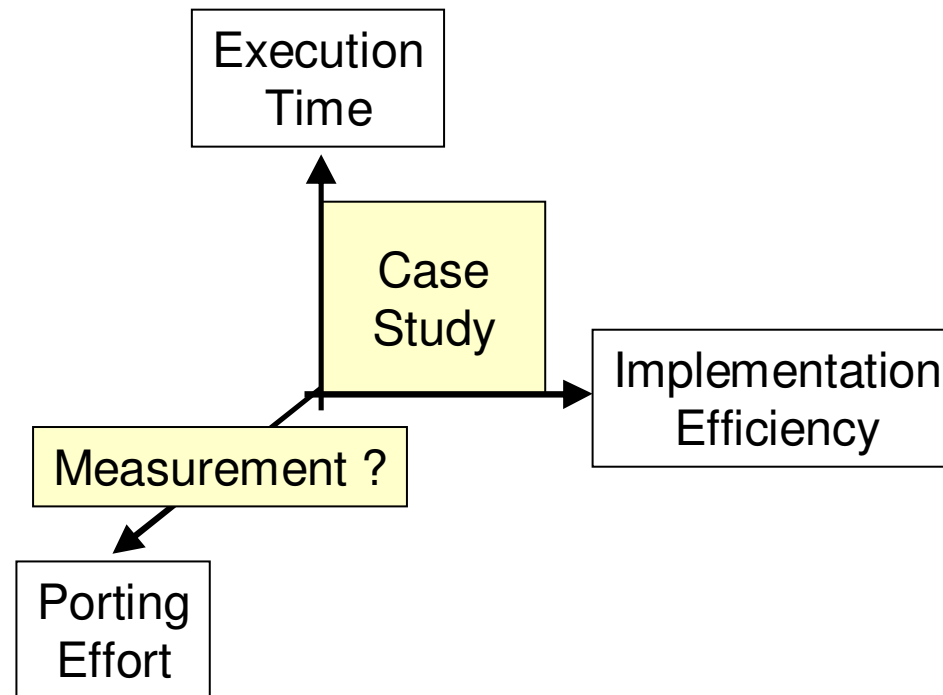 Execution
Time
Case
Study
Implementation
Efficiency
Measurement ?
Porting
Effort